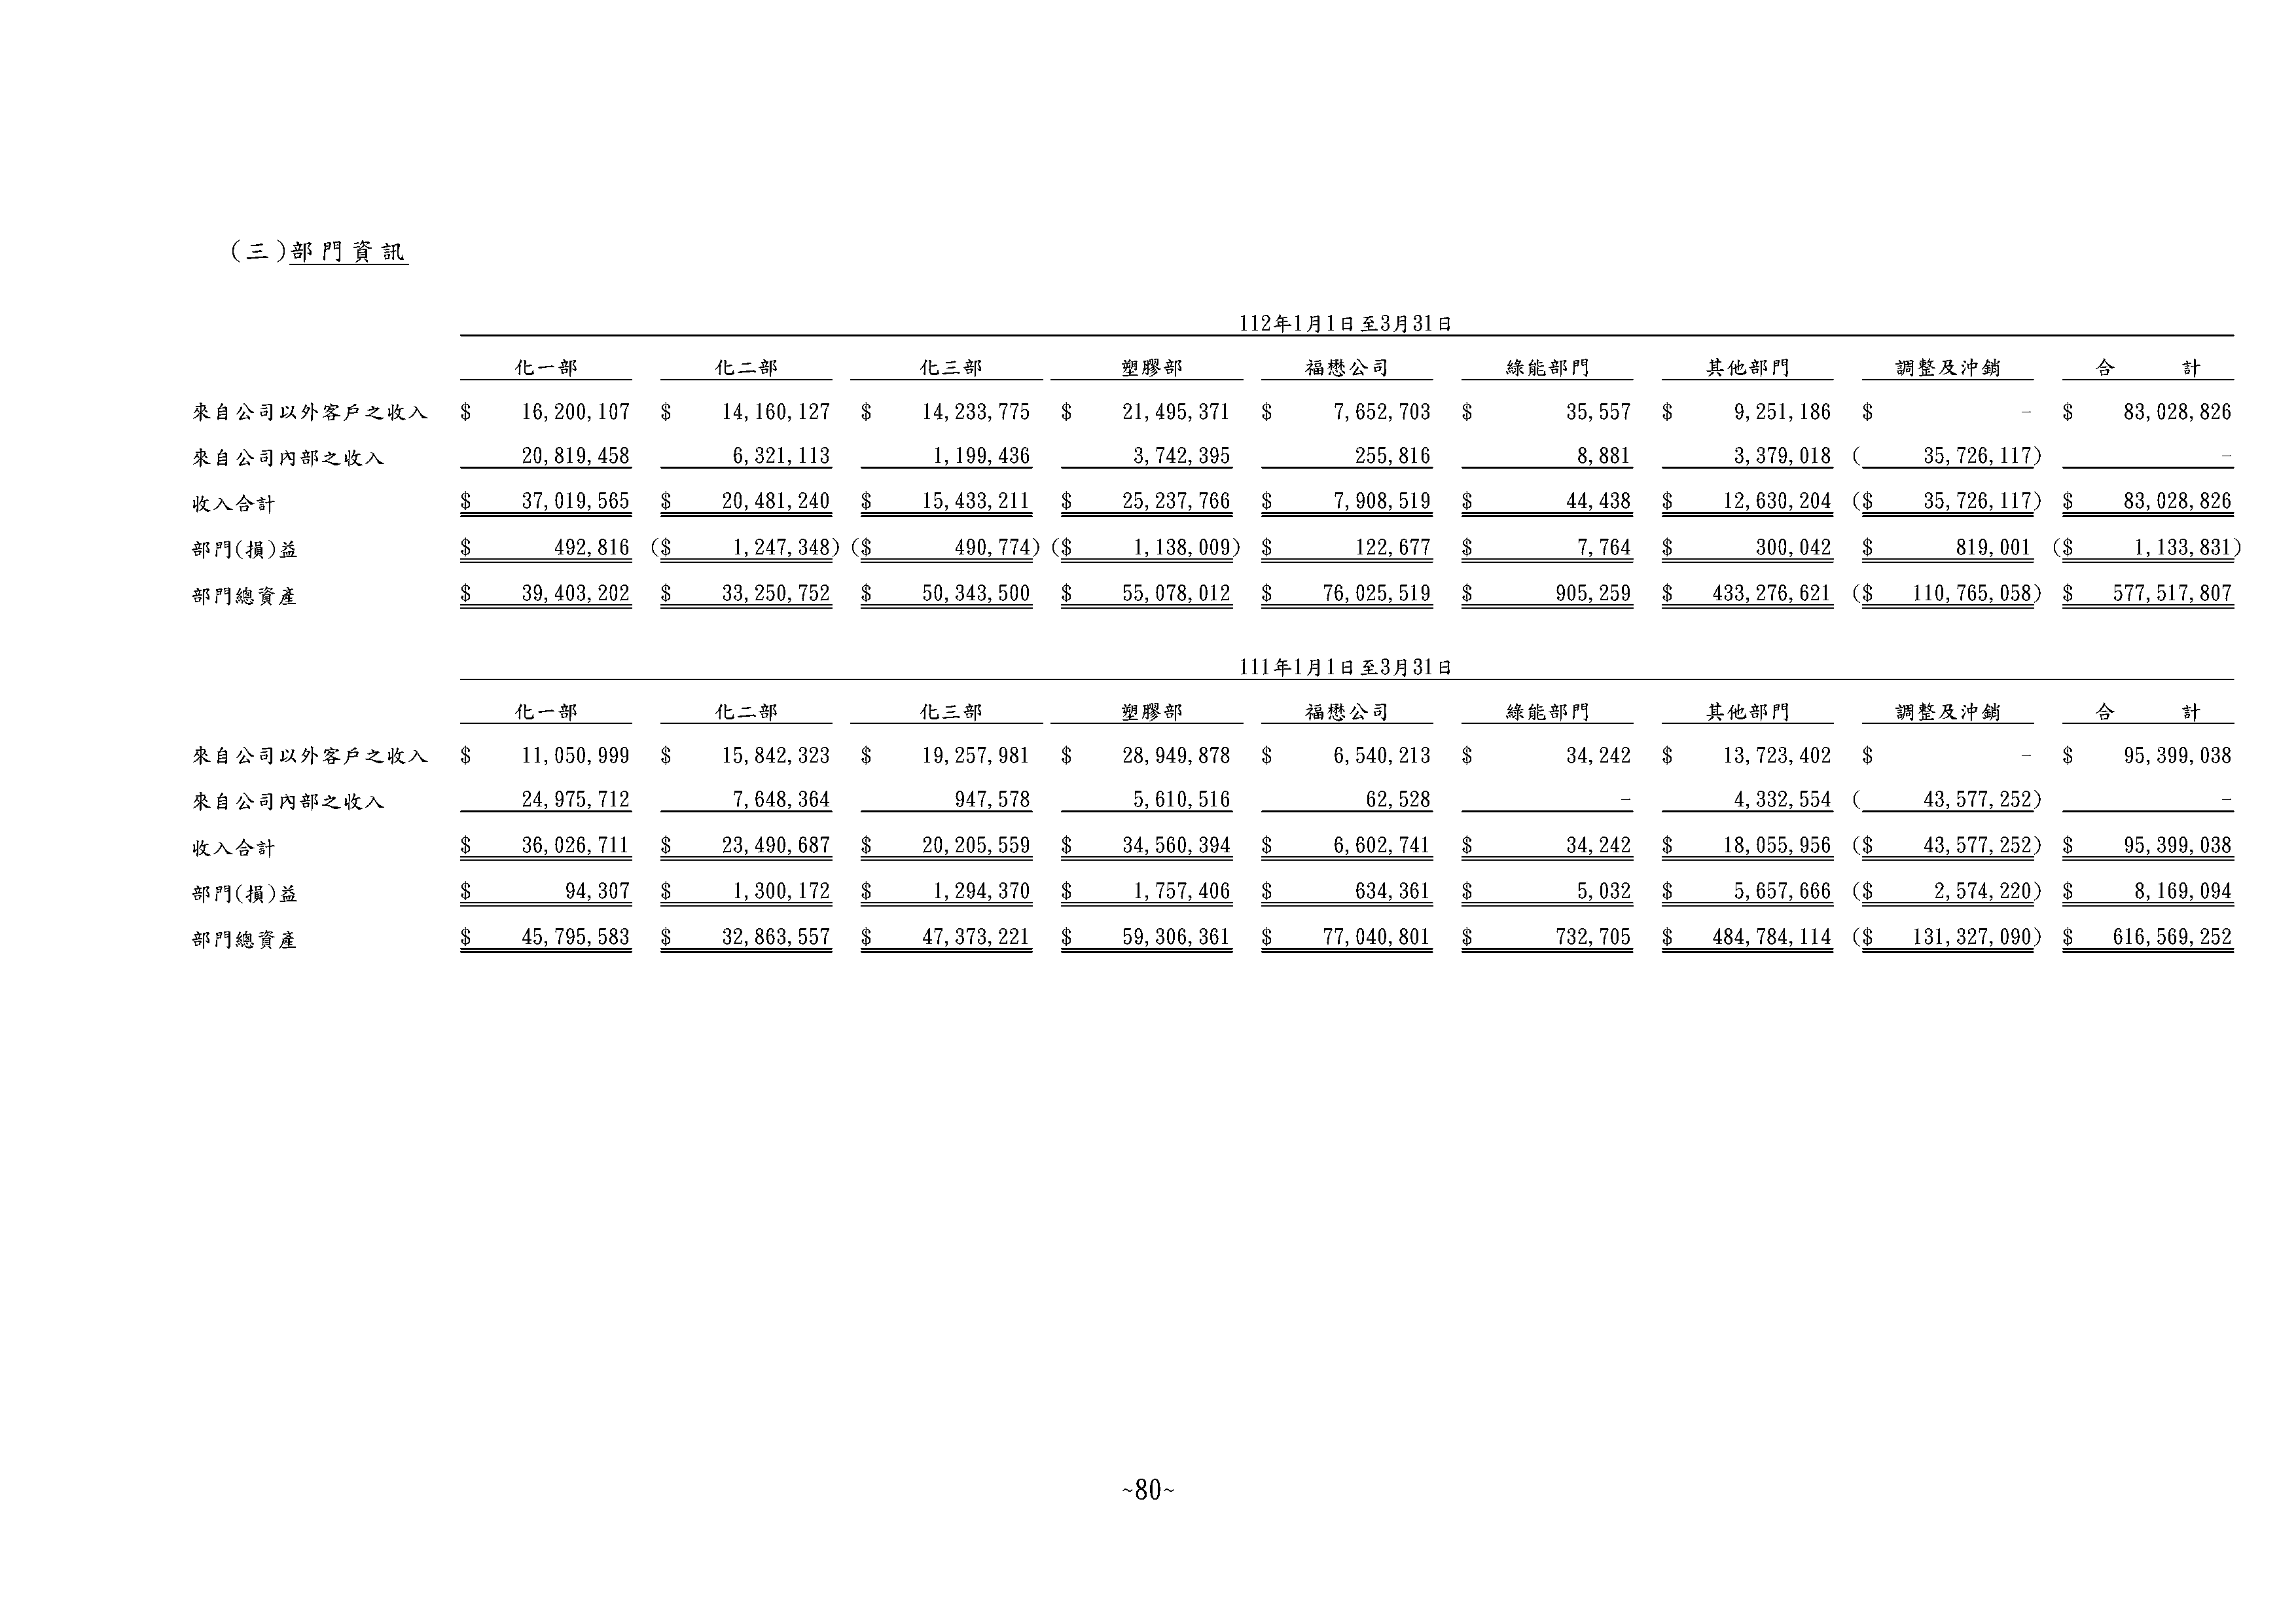 (三)部門資訊
112年1月1日至3月31日
化一部 化二部 化三部 塑膠部 福懋公司 綠能部門 其他部門 調整及沖銷 合 計
來自公司以外客戶之收入 $ 16,200,107 $ 14,160,127 $ 14,233,775 $ 21,495,371 $ 7,652,703 $ 35,557 $ 9,251,186 $ - $ 83,028,826
來自公司內部之收入 20,819,458 6,321,113 1,199,436 3,742,395 255,816 8,881 3,379,018 ( 35,726,117) -
收入合計 $ 37,019,565 $ 20,481,240 $ 15,433,211 $ 25,237,766 $ 7,908,519 $ 44,438 $ 12,630,204 ($ 35,726,117) $ 83,028,826
部門(損)益 $ 492,816 ($ 1,247,348) ($ 490,774) ($ 1,138,009) $ 122,677 $ 7,764 $ 300,042 $ 819,001 ($ 1,133,831)
部門總資產 $ 39,403,202 $ 33,250,752 $ 50,343,500 $ 55,078,012 $ 76,025,519 $ 905,259 $ 433,276,621 ($ 110,765,058) $ 577,517,807
111年1月1日至3月31日
化一部 化二部 化三部 塑膠部 福懋公司 綠能部門 其他部門 調整及沖銷 合 計
來自公司以外客戶之收入 $ 11,050,999 $ 15,842,323 $ 19,257,981 $ 28,949,878 $ 6,540,213 $ 34,242 $ 13,723,402 $ - $ 95,399,038
來自公司內部之收入 24,975,712 7,648,364 947,578 5,610,516 62,528 - 4,332,554 ( 43,577,252) -
收入合計 $ 36,026,711 $ 23,490,687 $ 20,205,559 $ 34,560,394 $ 6,602,741 $ 34,242 $ 18,055,956 ($ 43,577,252) $ 95,399,038
部門(損)益 $ 94,307 $ 1,300,172 $ 1,294,370 $ 1,757,406 $ 634,361 $ 5,032 $ 5,657,666 ($ 2,574,220) $ 8,169,094
部門總資產 $ 45,795,583 $ 32,863,557 $ 47,373,221 $ 59,306,361 $ 77,040,801 $ 732,705 $ 484,784,114 ($ 131,327,090) $ 616,569,252
~80~